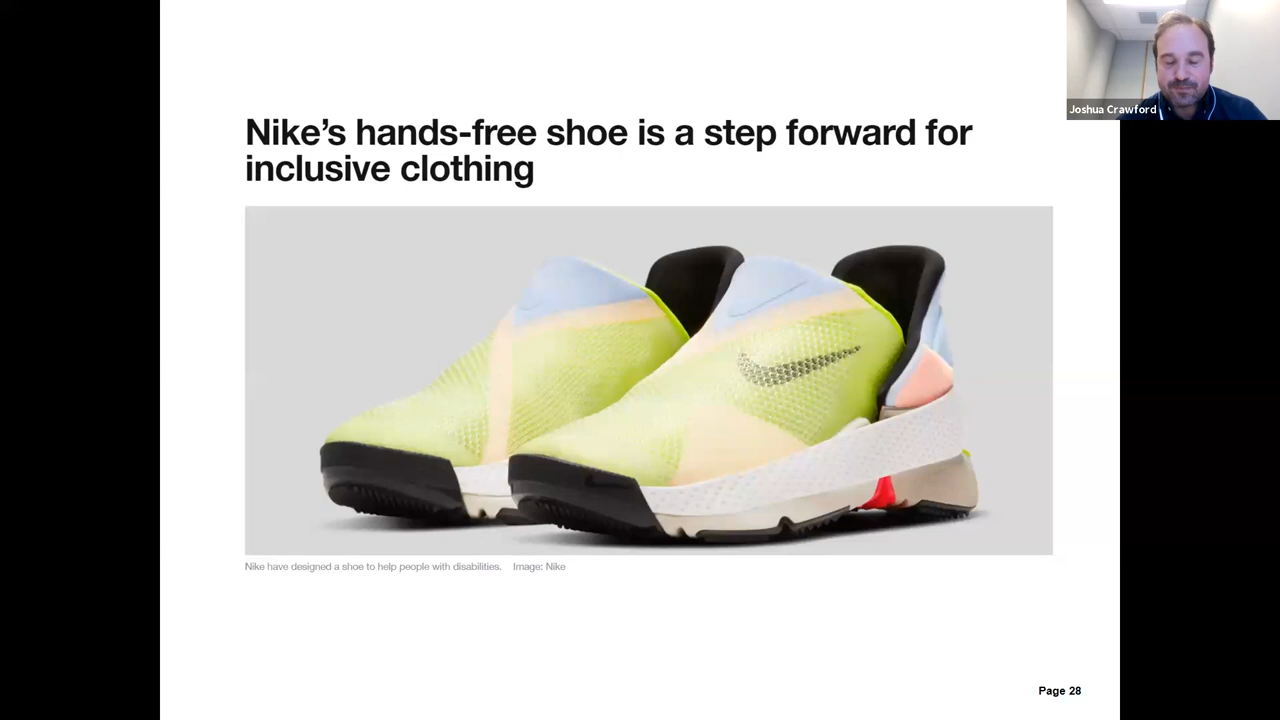 Joshua Crawford
Nike's hands-free shoe is a step forward for
inclusive clothing
Nike have designed a shoe to help people with disabilities. Image: Nike
Page 28